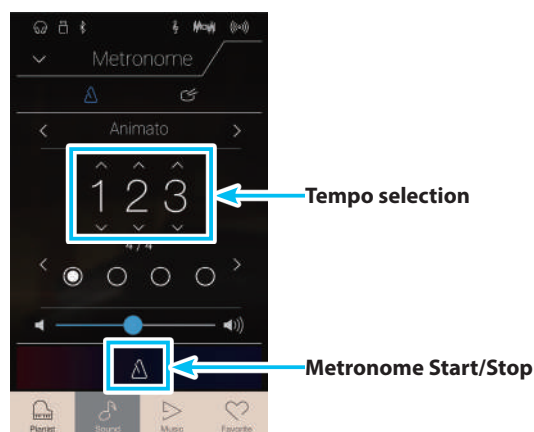 Metronome
Animato
1 2 3
Tempo selection
4 / 4
Metronome Start/Stop
Pianist Sound Music Favorite